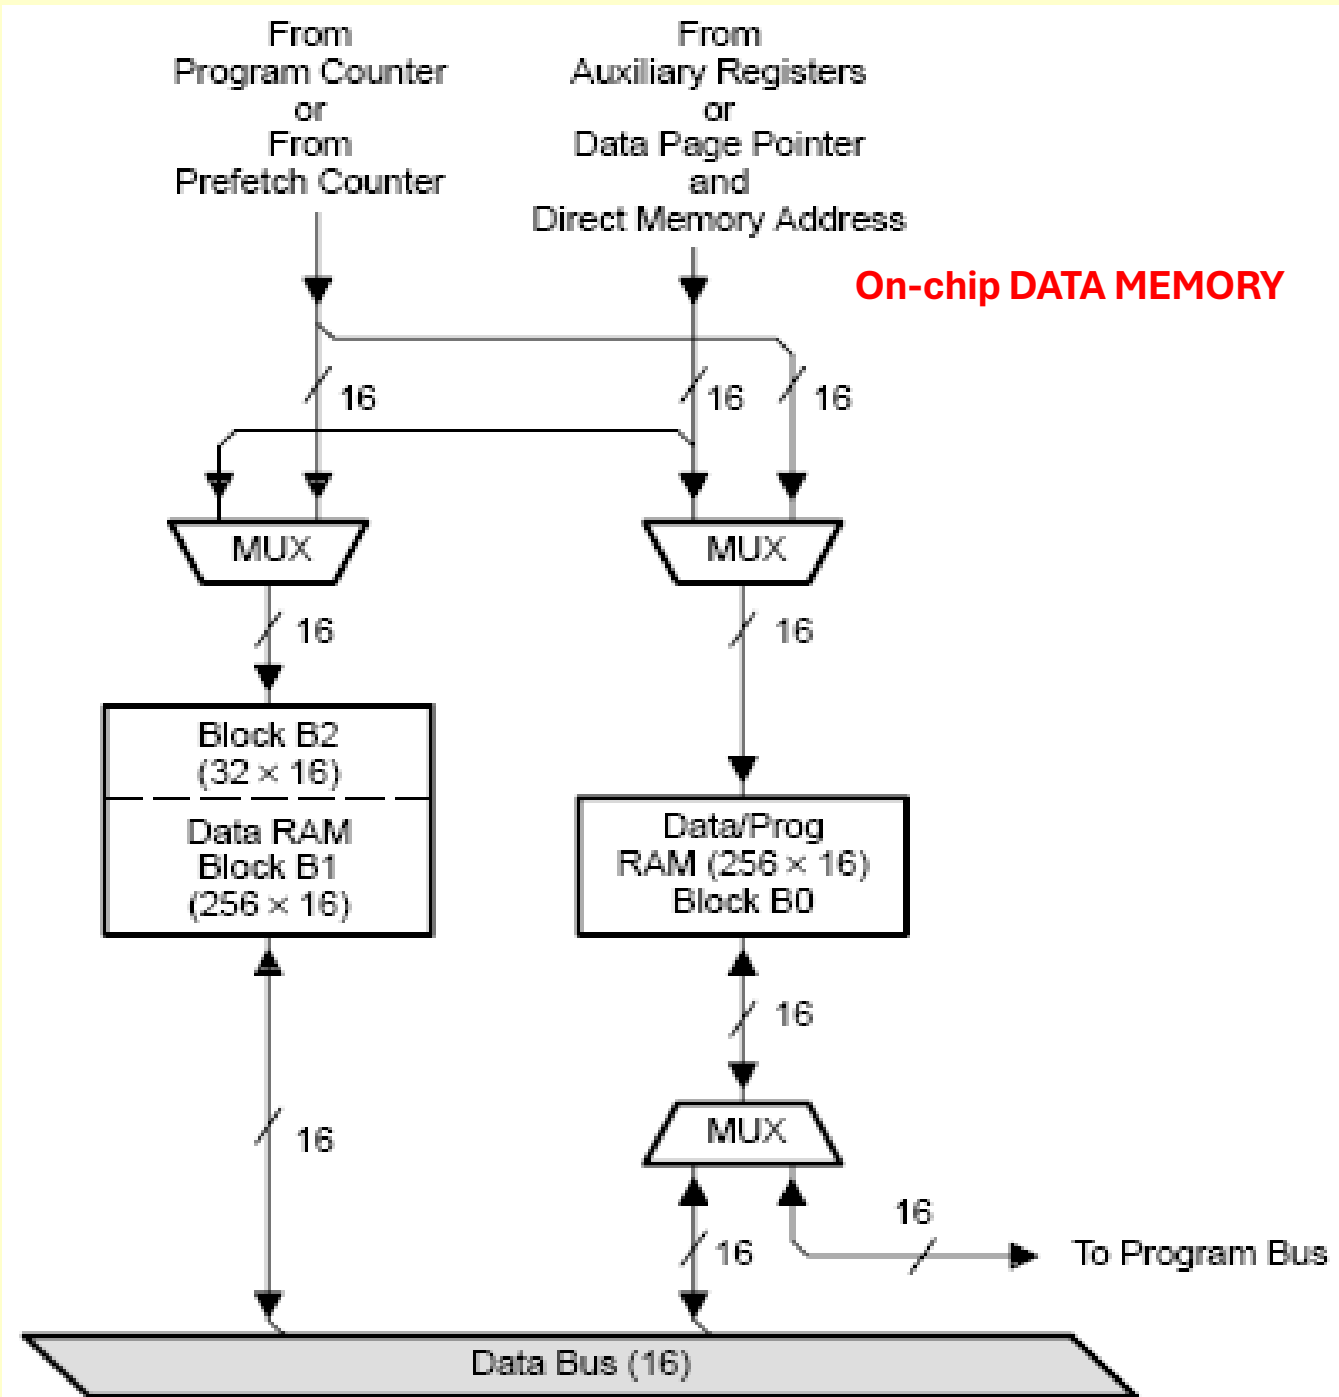 From
Program Counter
or
From
Prefetch Counter
From
Auxiliary Registers
or
Data Page Pointer
and
Direct Memory Address
On-chip DATA MEMORY
16
16
16
MUX
MUX
16
16
Block B2
(32 × 16)
Data RAM
Block B1
(256 × 16)
Data/Prog
RAM (256 × 16)
Block B0
16
16
MUX
16
16
To Program Bus
Data Bus (16)